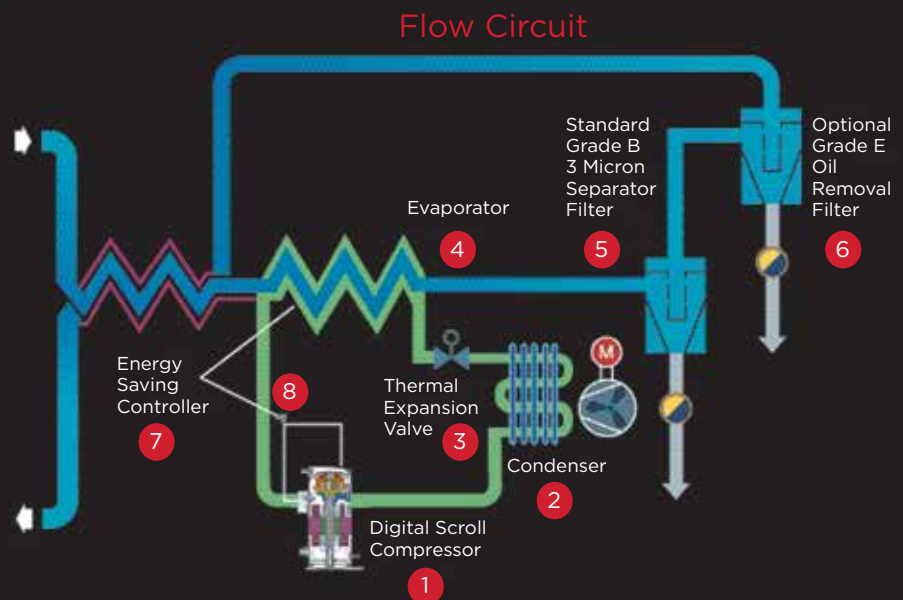 Flow Circuit
Standard
Grade B
3 Micron
Separator
Filter
5
Optional
Grade E
Oil
Removal
Filter
6
Evaporator
4
Energy
Saving
Controller
7
8
Thermal
Expansion
Valve
3
M
Condenser
2
Digital Scroll
Compressor
1